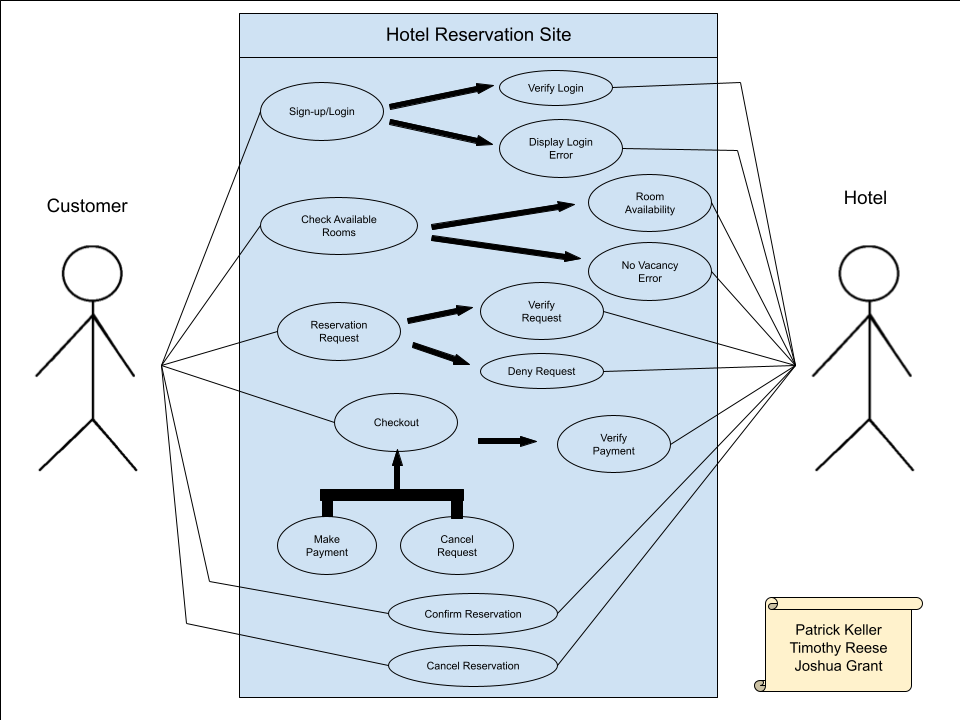 Hotel Reservation Site
Sign-up/Login
Verify Login
Display Login
Error
Customer
Hotel
Check Available
Rooms
Room
Availability
No Vacancy
Error
Reservation
Request
Verify
Request
Deny Request
Checkout
Verify
Payment
Make
Payment
Cancel
Request
Confirm Reservation
Cancel Reservation
Patrick Keller
Timothy Reese
Joshua Grant